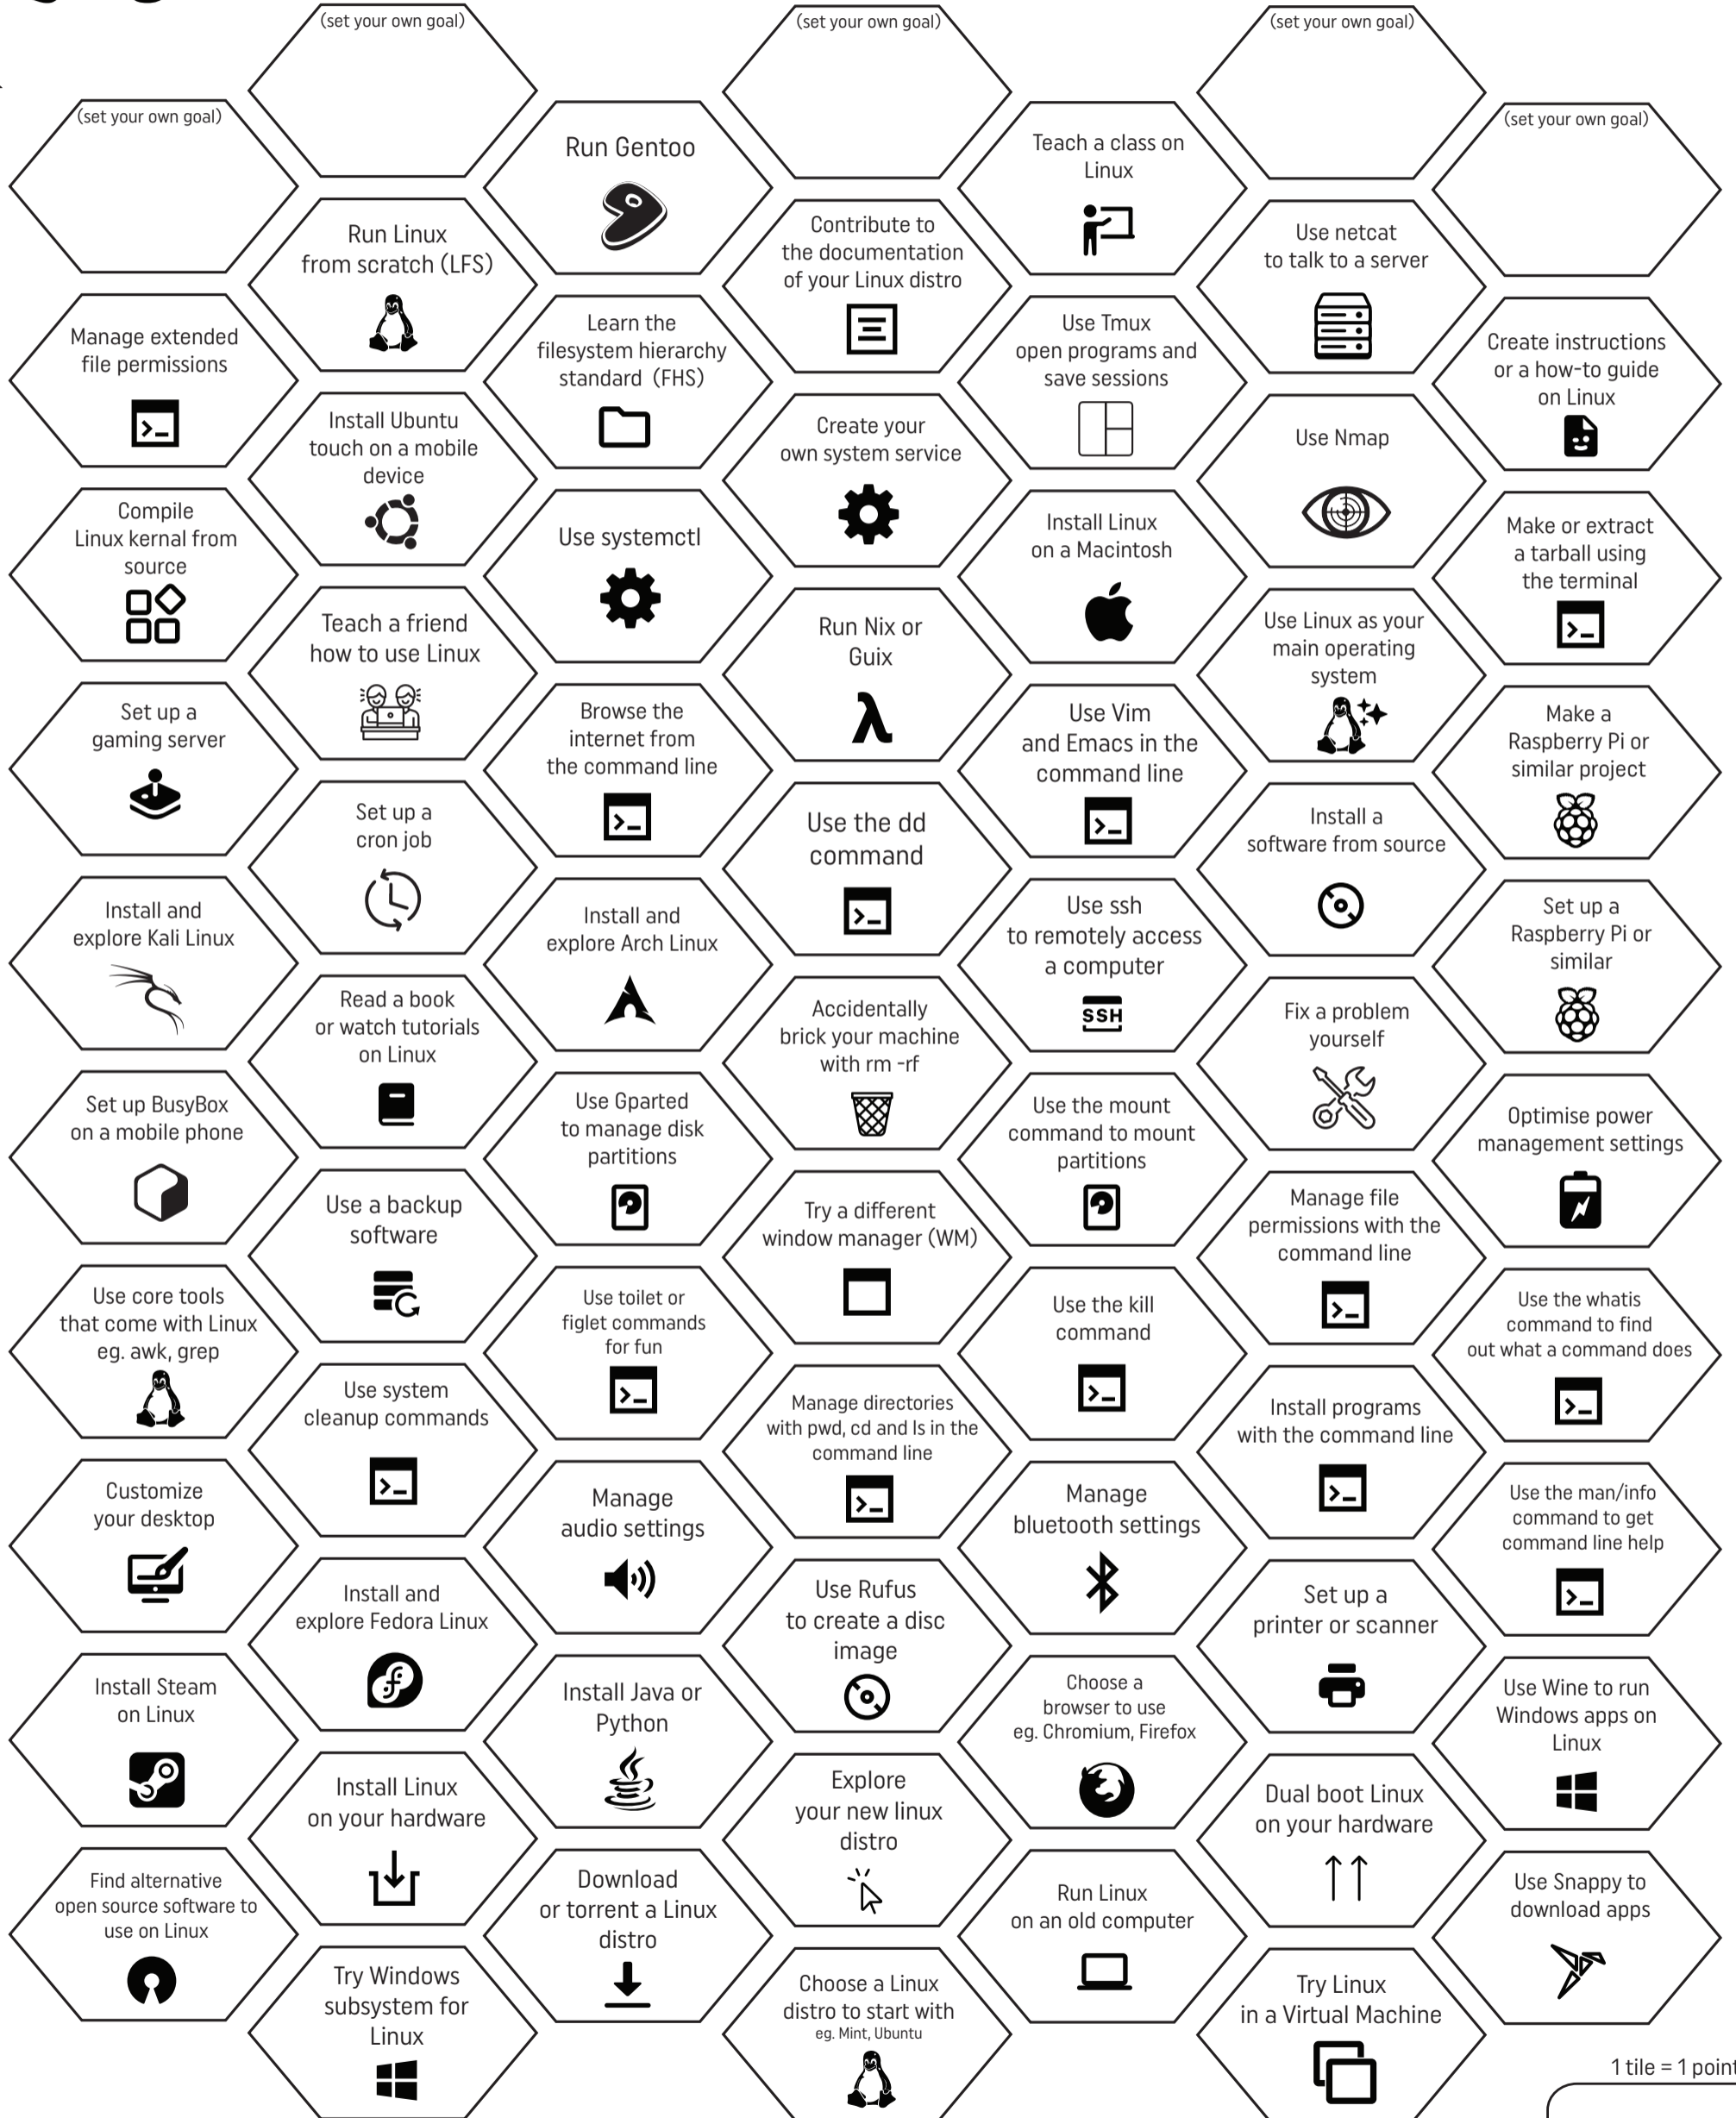 (set your own goal)
(set your own goal)
(set your own goal)
(set your own goal)
Run Gentoo
Teach a class on
Linux
(set your own goal)
Run Linux
from scratch (LFS)
Contribute to
the documentation
of your Linux distro
Use netcat
to talk to a server
Manage extended
file permissions
Learn the
filesystem hierarchy
standard (FHS)
Use Tmux
open programs and
save sessions
Create instructions
or a how-to guide
on Linux
Install Ubuntu
touch on a mobile
device
Create your
own system service
Use Nmap
Compile
Linux kernal from
source
Use systemctl
Install Linux
on a Macintosh
Make or extract
a tarball using
the terminal
Teach a friend
how to use Linux
Run Nix or
Guix
Use Linux as your
main operating
system
Set up a
gaming server
Browse the
internet from
the command line
Use Vim
and Emacs in the
command line
Make a
Raspberry Pi or
similar project
Set up a
cron job
Use the dd
command
Install a
software from source
Install and
explore Kali Linux
Install and
explore Arch Linux
Use ssh
to remotely access
a computer
SSH
Set up a
Raspberry Pi or
similar
Read a book
or watch tutorials
on Linux
Accidentally
brick your machine
with rm -rf
Fix a problem
yourself
Set up BusyBox
on a mobile phone
Use Gparted
to manage disk
partitions
Use the mount
command to mount
partitions
Optimise power
management settings
Use a backup
software
Try a different
window manager (WM)
Manage file
permissions with the
command line
Use core tools
that come with Linux
eg. awk, grep
Use toilet or
figlet commands
for fun
Use the kill
command
Use the whatis
command to find
out what a command does
Use system
cleanup commands
Manage directories
with pwd, cd and ls in the
command line
Install programs
with the command line
Customize
your desktop
Manage
audio settings
Manage
bluetooth settings
Use the man/info
command to get
command line help
Install and
explore Fedora Linux
Use Rufus
to create a disc
image
Set up a
printer or scanner
Install Steam
on Linux
Install Java or
Python
Choose a
browser to use
eg. Chromium, Firefox
Use Wine to run
Windows apps on
Linux
Install Linux
on your hardware
Explore
your new linux
distro
Dual boot Linux
on your hardware
Find alternative
open source software to
use on Linux
Download
or torrent a Linux
distro
Run Linux
on an old computer
Use Snappy to
download apps
Try Windows
subsystem for
Linux
Choose a Linux
distro to start with
eg. Mint, Ubuntu
Try Linux
in a Virtual Machine
1 tile = 1 point